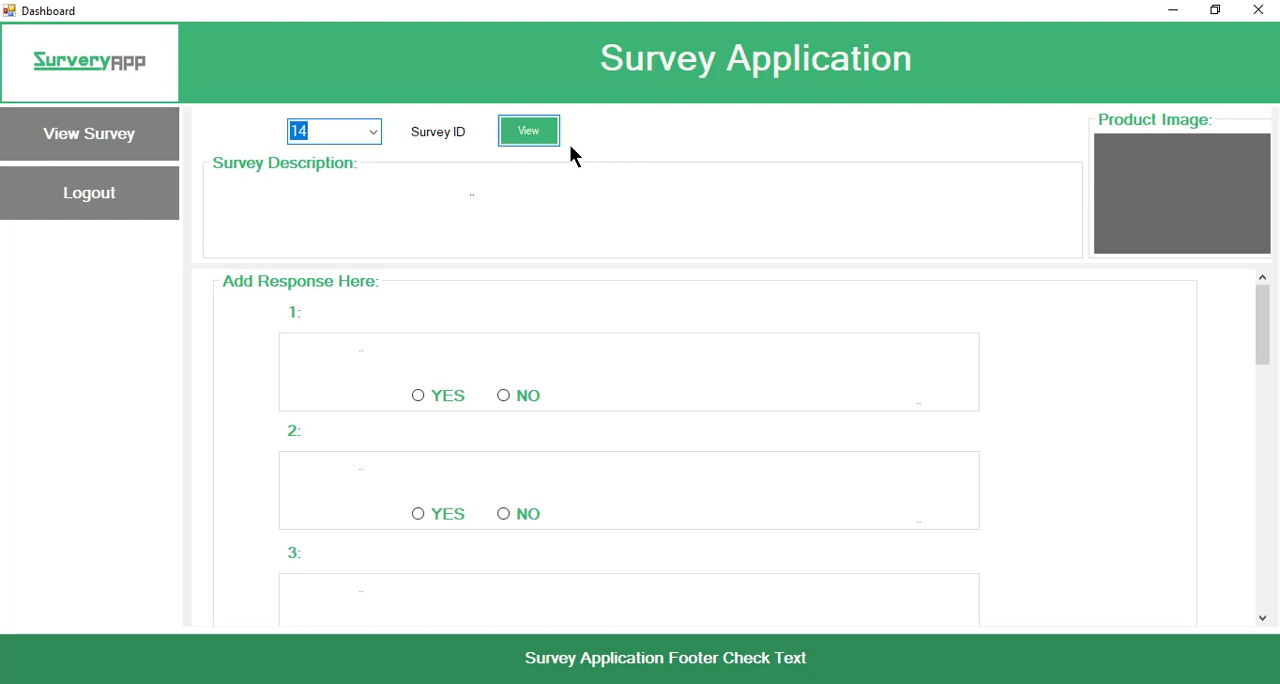 Dashboard
SurveryAPP
Survey Application
View Survey
Logout
14
Survey ID
View
Product Image:
Survey Description:
..
Add Response Here:
1:
..
YES
NO
..
2:
..
YES
NO
..
3:
..
Survey Application Footer Check Text